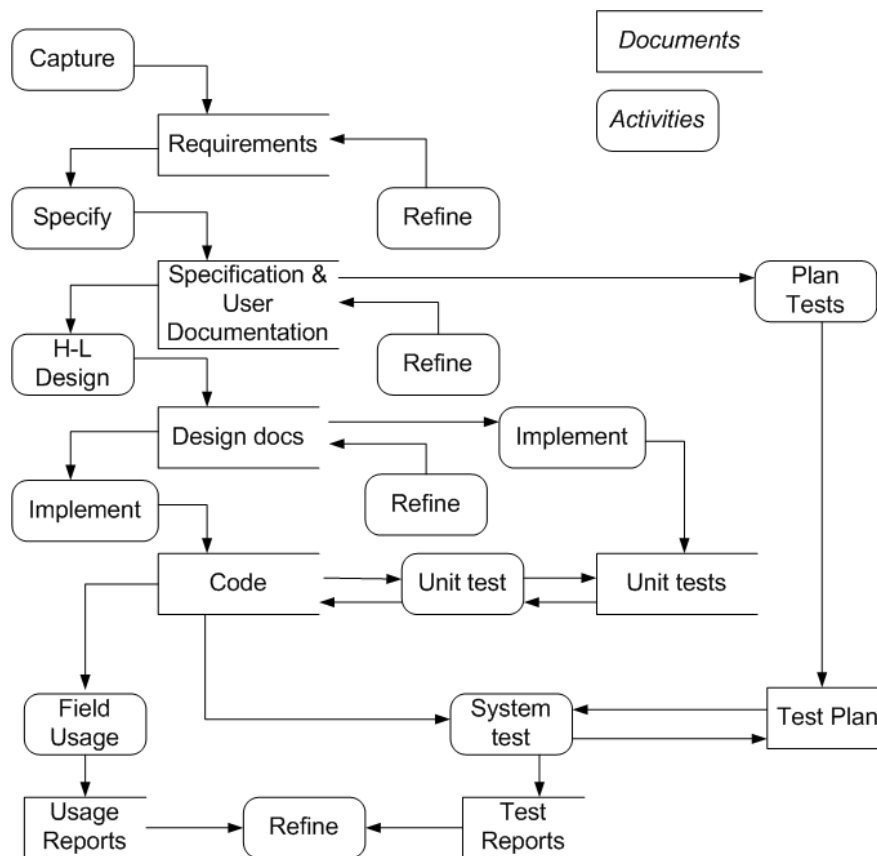 Capture
Documents
Activities
Requirements
Specify
Refine
Specification &
User
Documentation
Plan
Tests
H-L
Design
Refine
Design docs
Implement
Implement
Refine
Code
Unit test
Unit tests
Field
Usage
System
test
Test Plan
Usage
Reports
Refine
Test
Reports